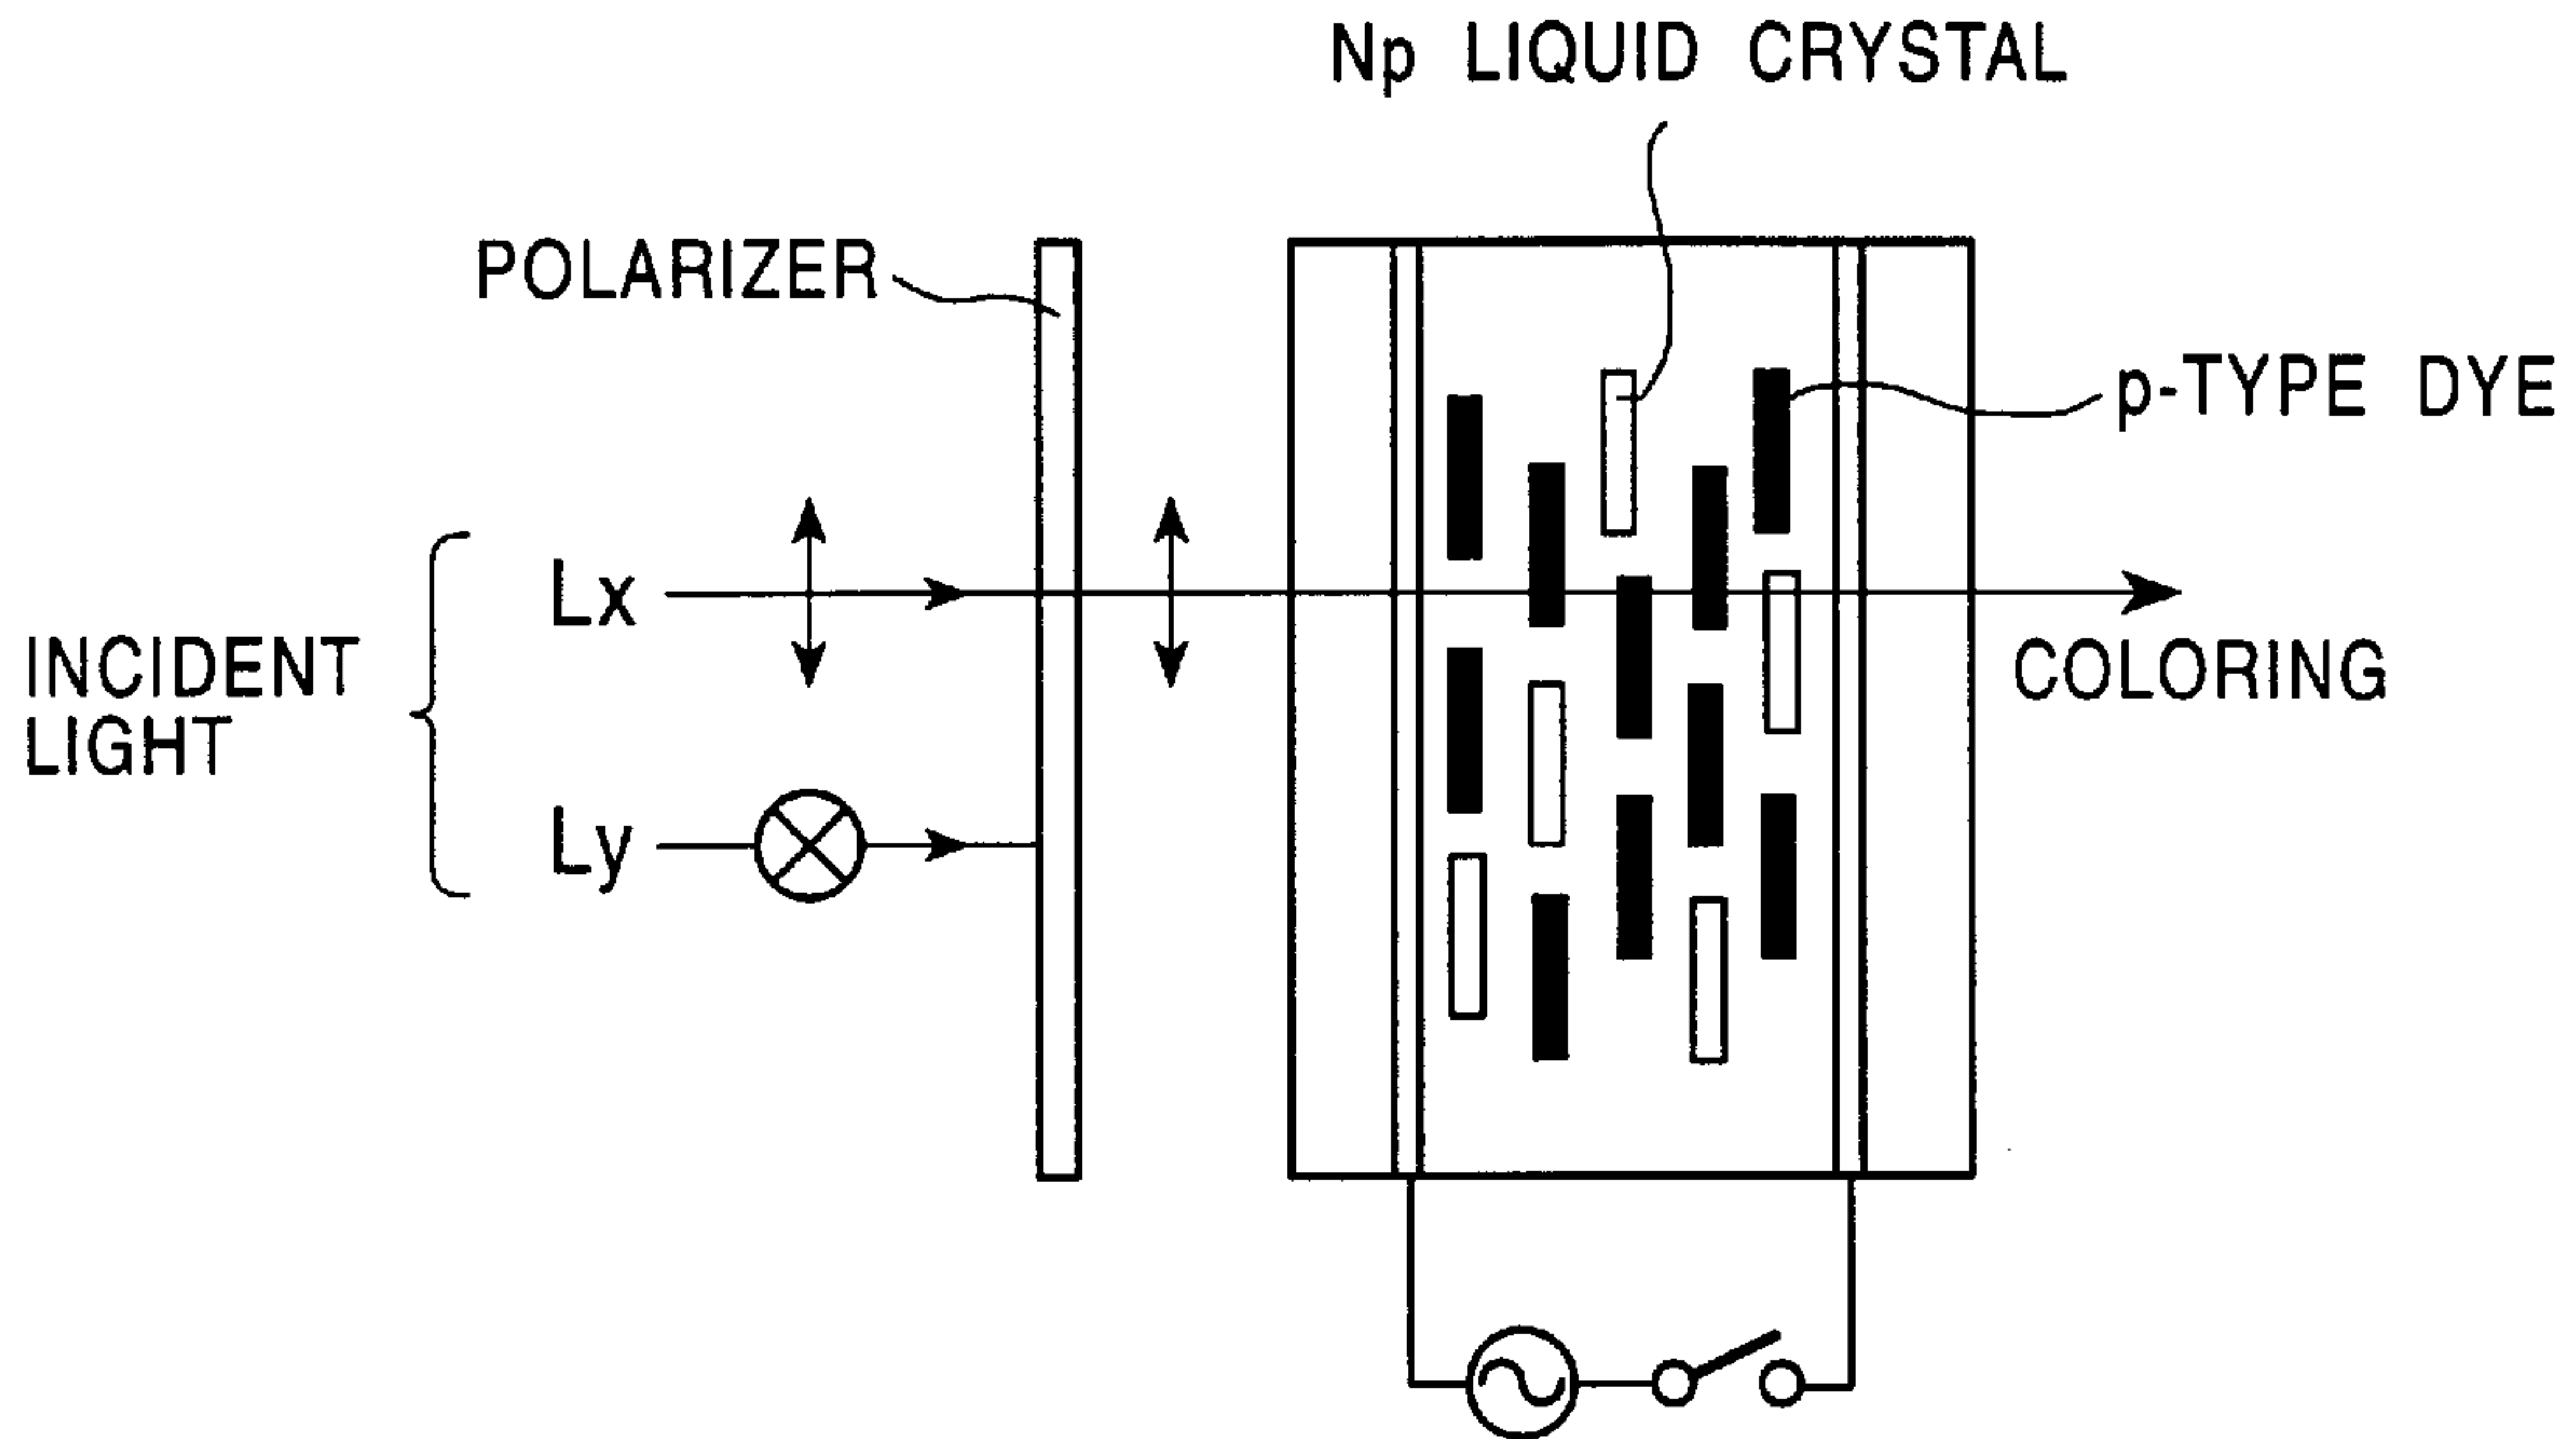 Np LIQUID CRYSTAL
POLARIZER
p-TYPE DYE
Lx
INCIDENT
LIGHT
COLORING
Ly